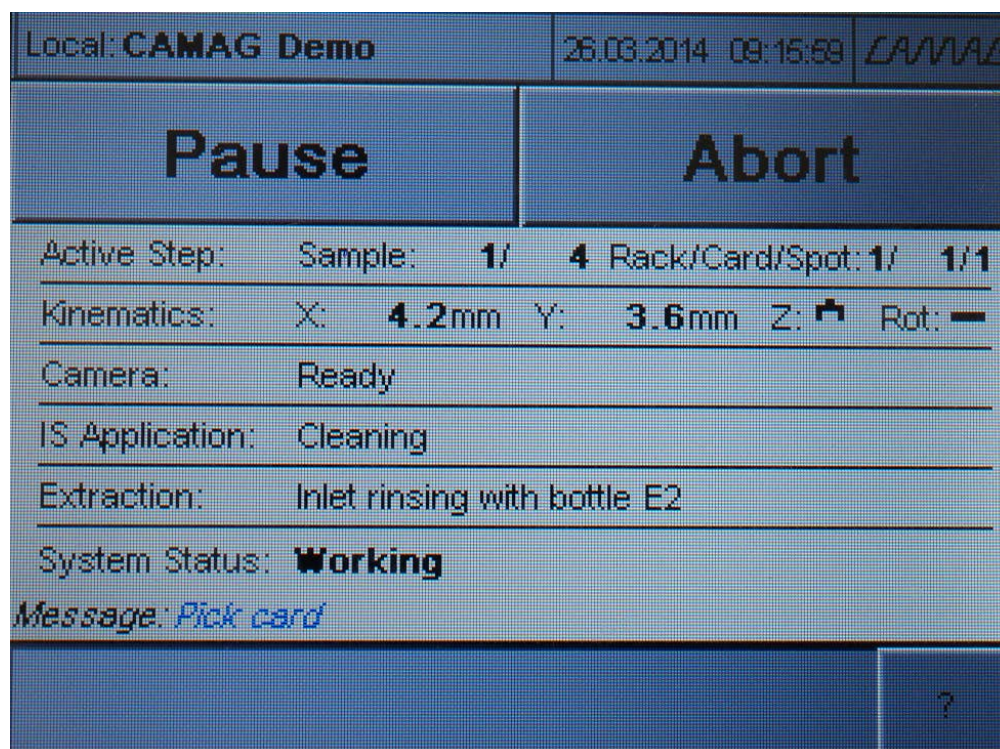 Local: CAMAG Demo 26.03.2014 09:15:59 CAMAG
Pause Abort
Active Step: Sample: 1/ 4 Rack/Card/Spot: 1/ 1/1
Kinematics: X: 4.2mm Y: 3.6mm Z: Rot:
Camera: Ready
IS Application: Cleaning
Extraction: Inlet rinsing with bottle E2
System Status: Working
Message: Pick card
?